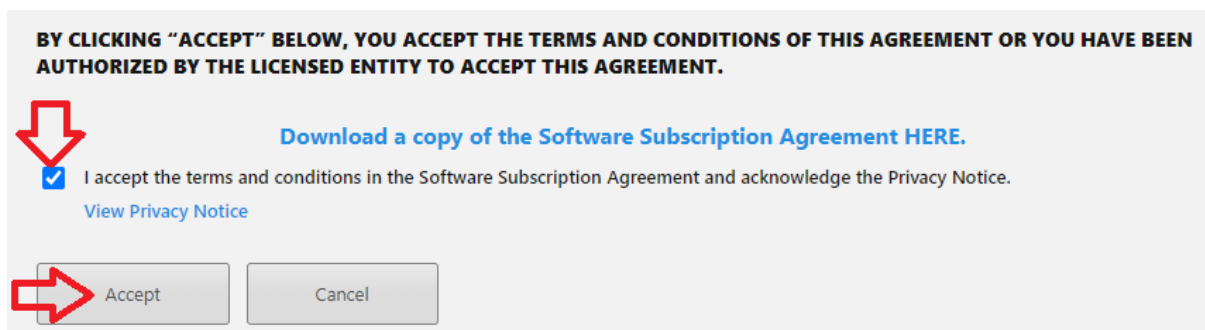 BY CLICKING “ACCEPT” BELOW, YOU ACCEPT THE TERMS AND CONDITIONS OF THIS AGREEMENT OR YOU HAVE BEEN
AUTHORIZED BY THE LICENSED ENTITY TO ACCEPT THIS AGREEMENT.
Download a copy of the Software Subscription Agreement HERE.
I accept the terms and conditions in the Software Subscription Agreement and acknowledge the Privacy Notice.
View Privacy Notice
Accept
Cancel